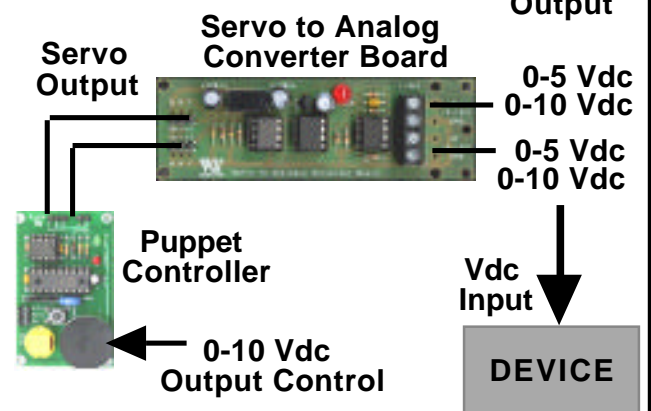 Output
Servo to Analog
Converter Board
Servo
Output
0-5 Vdc
0-10 Vdc
0-5 Vdc
0-10 Vdc
Puppet
Controller
Vdc
Input
0-10 Vdc
Output Control
DEVICE